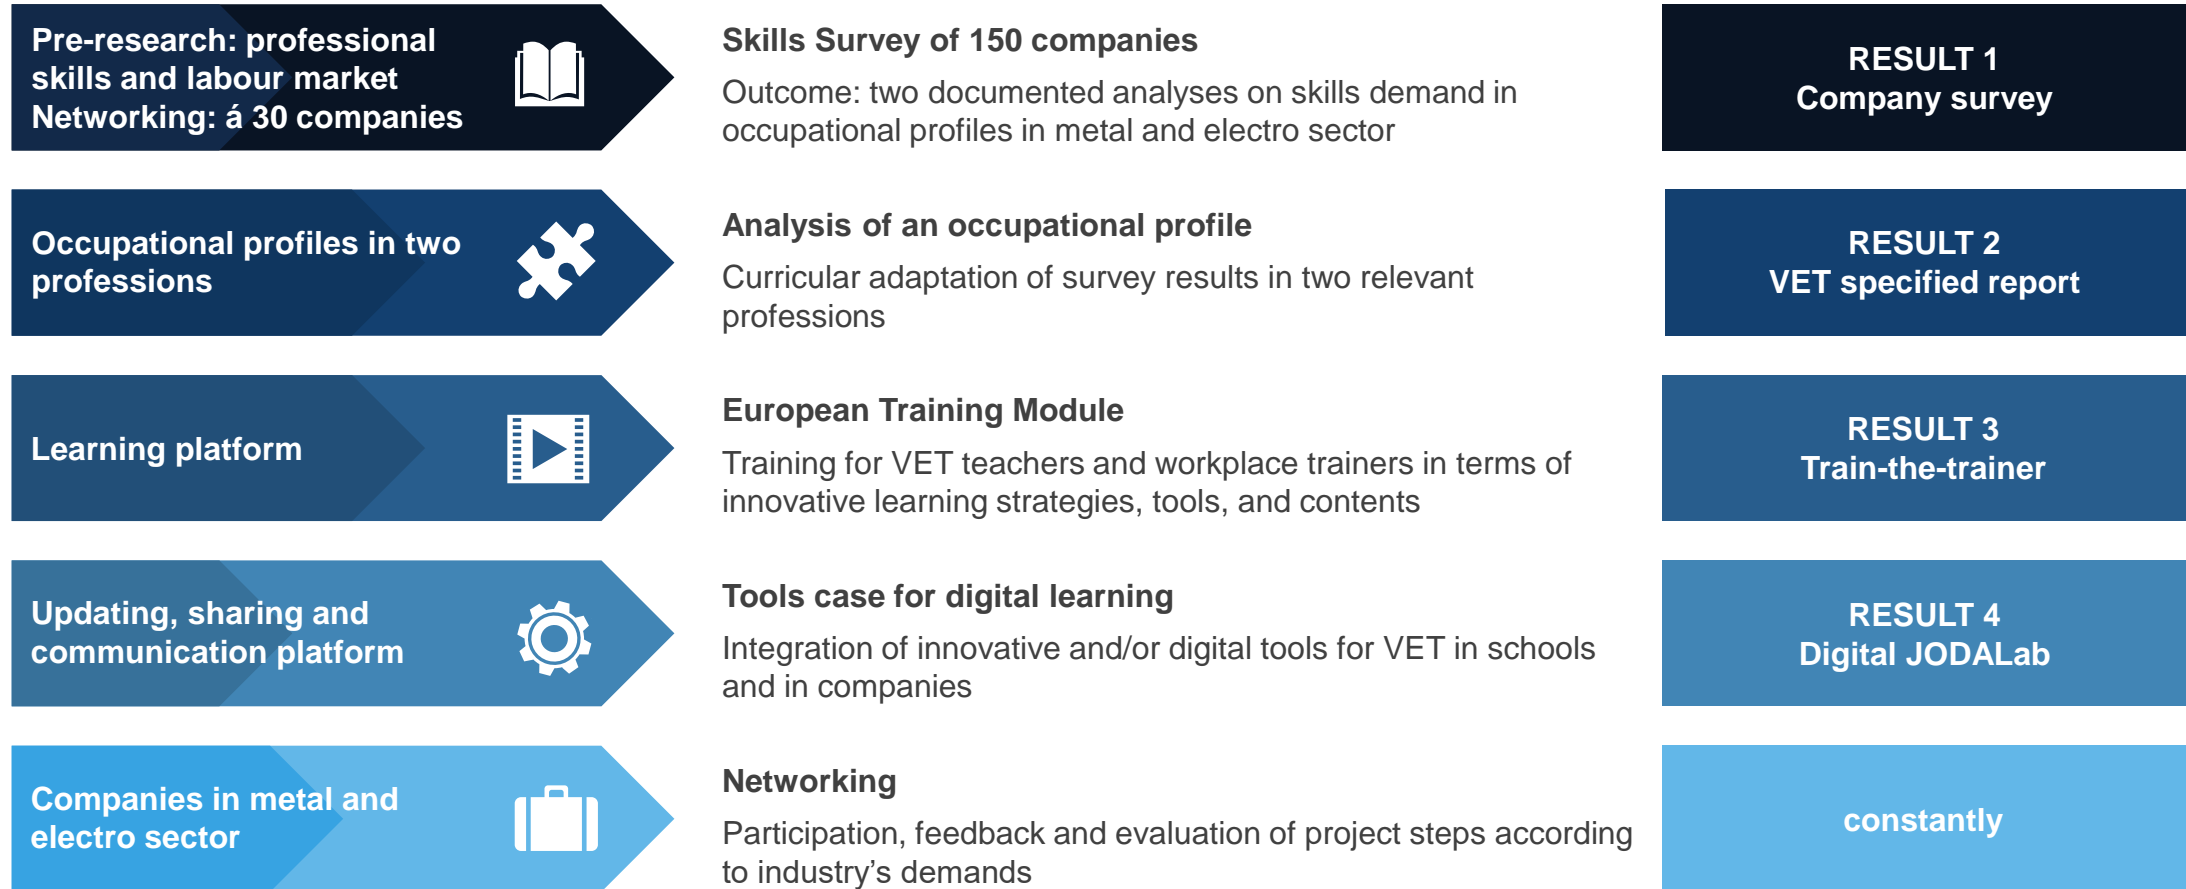 Pre-research: professional
skills and labour market
Networking: á 30 companies
Skills Survey of 150 companies
Outcome: two documented analyses on skills demand in
occupational profiles in metal and electro sector
RESULT 1
Company survey
Occupational profiles in two
professions
Analysis of an occupational profile
Curricular adaptation of survey results in two relevant
professions
RESULT 2
VET specified report
Learning platform
European Training Module
Training for VET teachers and workplace trainers in terms of
innovative learning strategies, tools, and contents
RESULT 3
Train-the-trainer
Updating, sharing and
communication platform
Tools case for digital learning
Integration of innovative and/or digital tools for VET in schools
and in companies
RESULT 4
Digital JODALab
Companies in metal and
electro sector
Networking
Participation, feedback and evaluation of project steps according
to industry’s demands
constantly